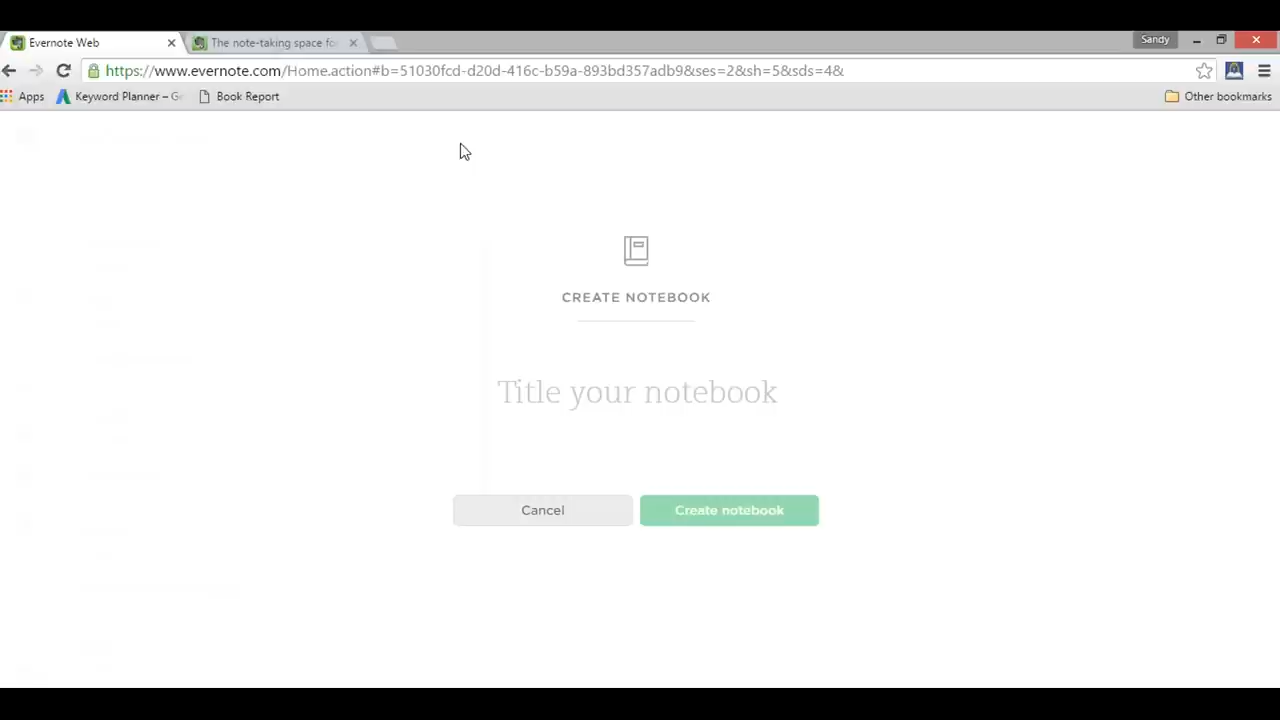 Evernote Web
The note-taking space fo
Sandy
https://www.evernote.com/Home.action#b=51030fcd-d20d-416c-b59a-893bd357adb9&ses=2&sh=5&sds=4&
Apps
Keyword Planner – Go
Book Report
Other bookmarks
CREATE NOTEBOOK
Title your notebook
Cancel
Create notebook